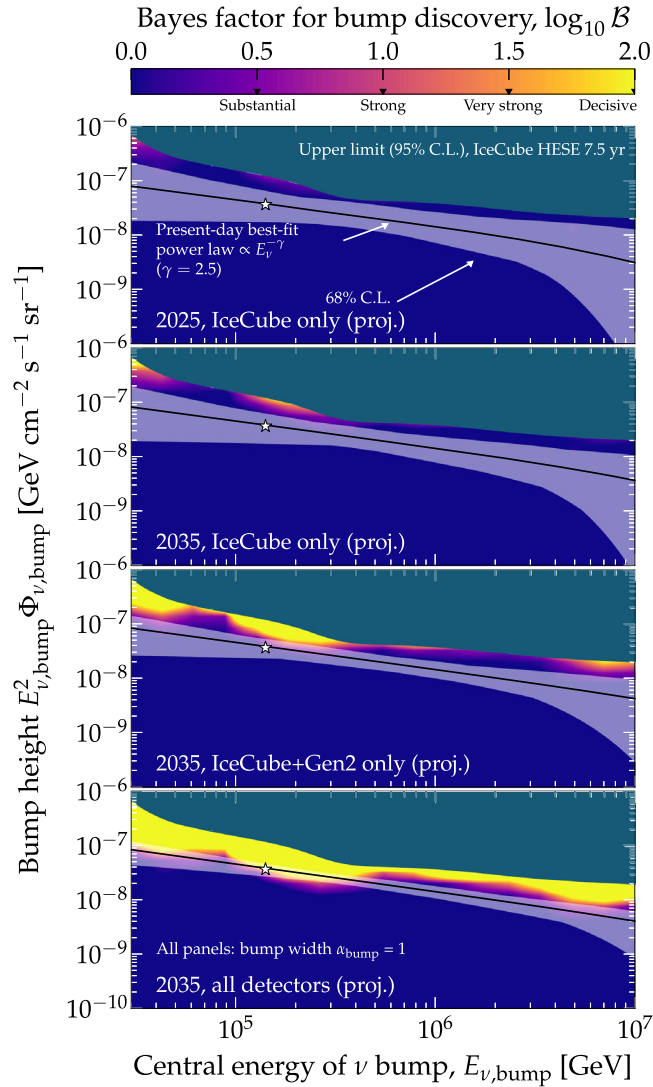 Bayes factor for bump discovery, log₁₀ ℬ
0.0 0.5 1.0 1.5 2.0
Substantial Strong Very strong Decisive
10⁻⁶
Upper limit (95% C.L.), IceCube HESE 7.5 yr
10⁻⁷
10⁻⁸
Present-day best-fit
power law ∝ E_ν^−γ
(γ = 2.5)
10⁻⁹
68% C.L.
2025, IceCube only (proj.)
10⁻⁶
10⁻⁷
10⁻⁸
10⁻⁹
2035, IceCube only (proj.)
10⁻⁶
10⁻⁷
10⁻⁸
10⁻⁹
2035, IceCube+Gen2 only (proj.)
10⁻⁶
10⁻⁷
10⁻⁸
10⁻⁹
All panels: bump width α_bump = 1
2035, all detectors (proj.)
10⁻¹⁰
Bump height E²_ν,bump Φ_ν,bump [GeV cm⁻² s⁻¹ sr⁻¹]
10⁵ 10⁶ 10⁷
Central energy of ν bump, E_ν,bump [GeV]